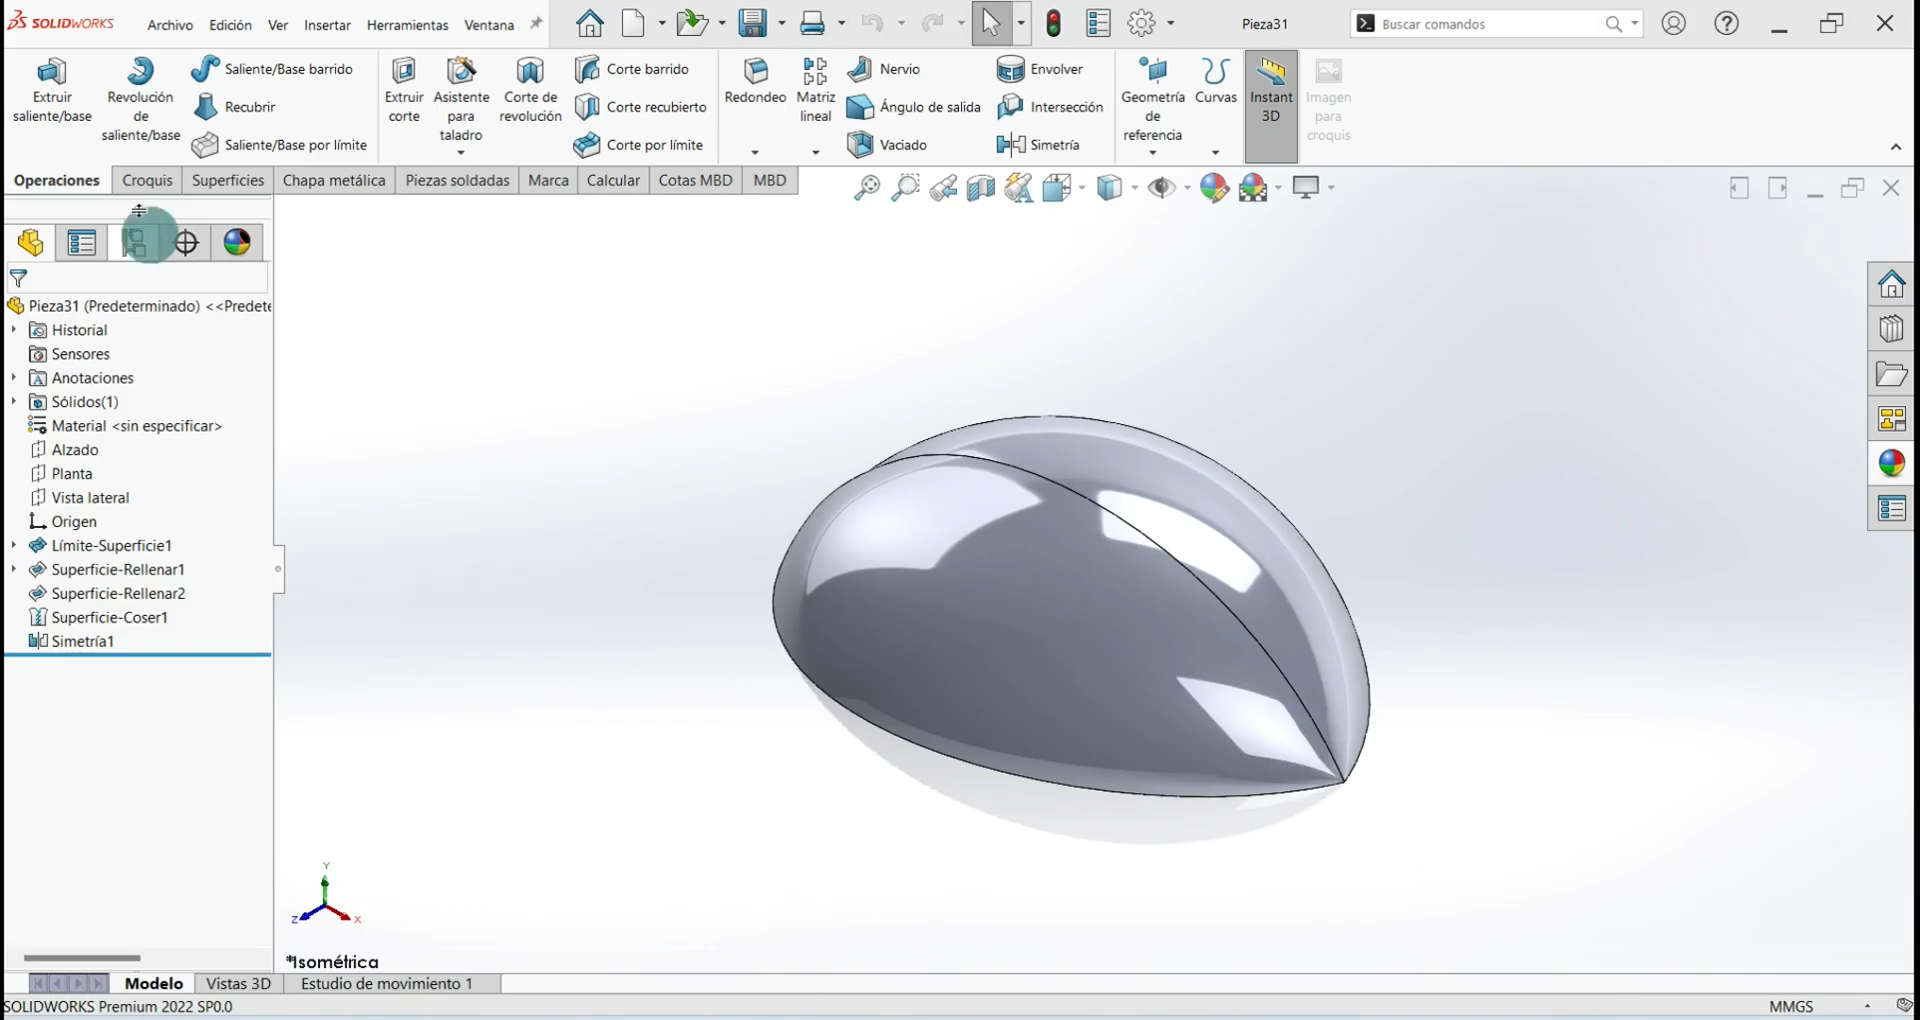 SOLIDWORKS Archivo Edición Ver Insertar Herramientas Ventana Pieza31 Buscar comandos
Extruir saliente/base
Revolución de saliente/base
Saliente/Base barrido
Recubrir
Saliente/Base por límite
Extruir corte
Asistente para taladro
Corte de revolución
Corte barrido
Corte recubierto
Corte por límite
Redondeo
Matriz lineal
Nervio
Ángulo de salida
Vaciado
Envolver
Intersección
Simetría
Geometría de referencia
Curvas
Instant 3D
Imagen para croquis
Operaciones Croquis Superficies Chapa metálica Piezas soldadas Marca Calcular Cotas MBD MBD
Pieza31 (Predeterminado) <<Predete
Historial
Sensores
Anotaciones
Sólidos(1)
Material <sin especificar>
Alzado
Planta
Vista lateral
Origen
Límite-Superficie1
Superficie-Rellenar1
Superficie-Rellenar2
Superficie-Coser1
Simetría1
Y
Z X
*Isométrica
Modelo Vistas 3D Estudio de movimiento 1
SOLIDWORKS Premium 2022 SP0.0 MMGS